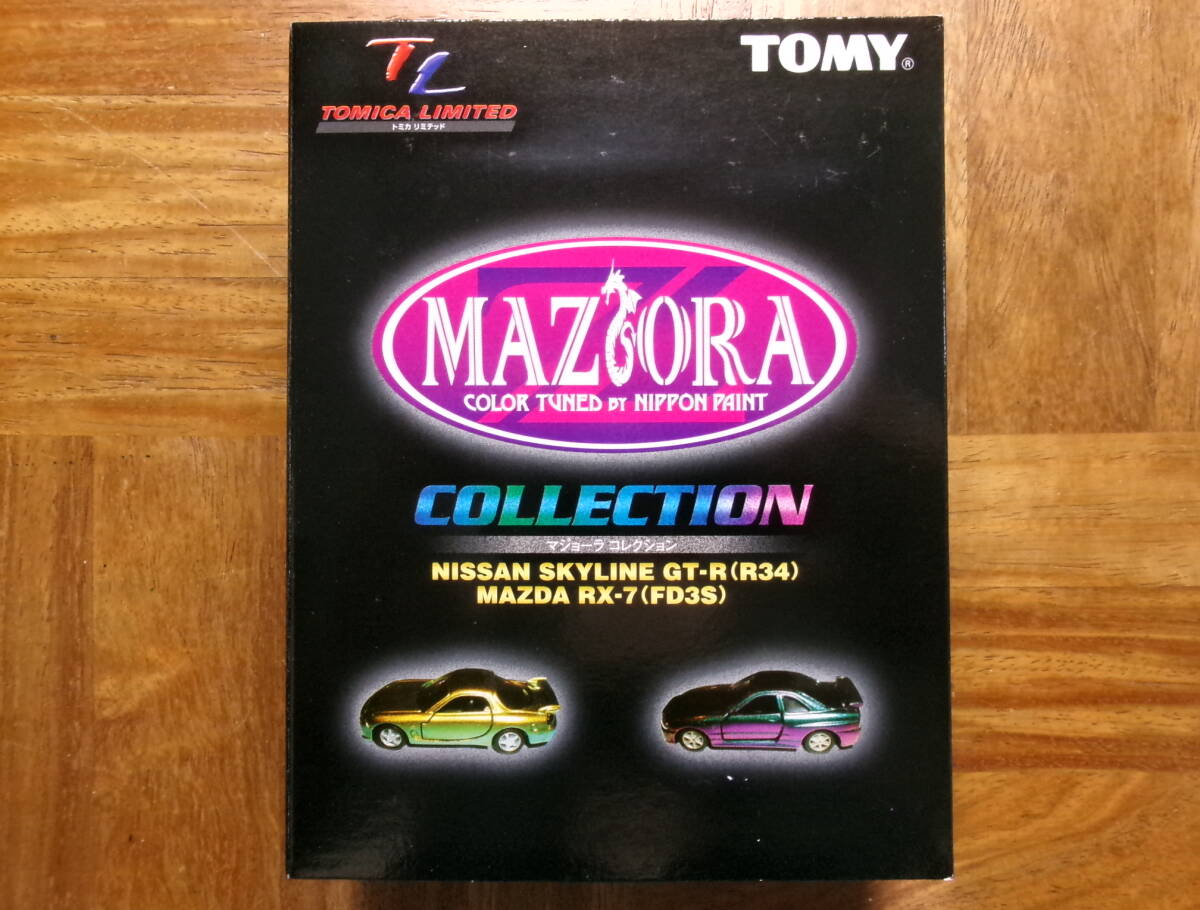 TL
TOMICA LIMITED
トミカ リミテッド
TOMY®
MAZIORA
COLOR TUNED BY NIPPON PAINT
COLLECTION
マジョーラ コレクション
NISSAN SKYLINE GT-R(R34)
MAZDA RX-7(FD3S)